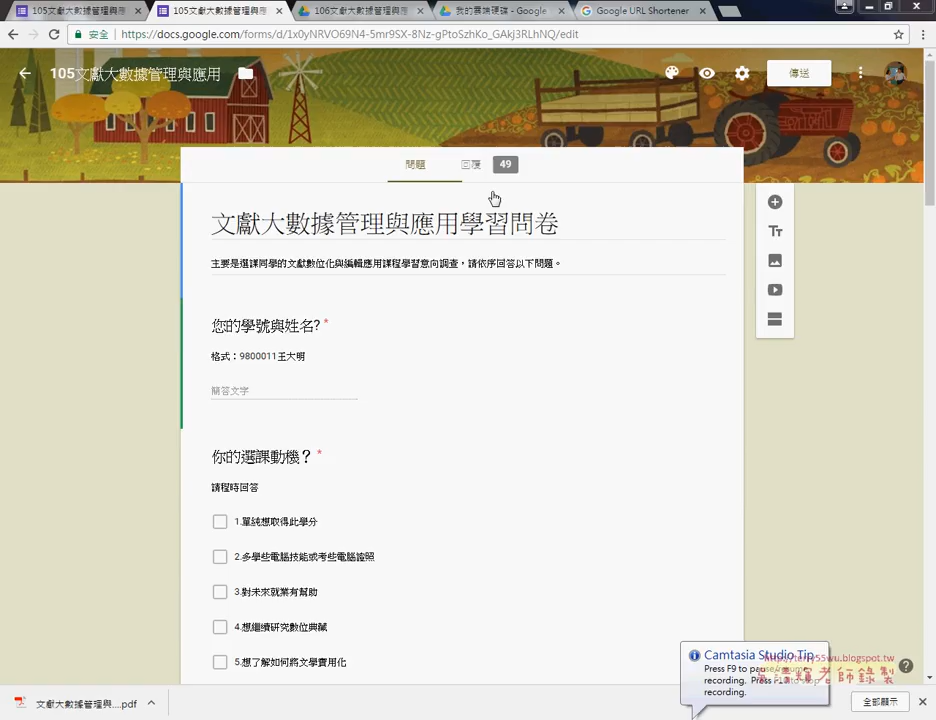 105文獻大數據管理與應
105文獻大數據管理與應
106文獻大數據管理與應
我的雲端硬碟 - Google
Google URL Shortener
安全 https://docs.google.com/forms/d/1x0yNRVO69N4-5mr9SX-8Nz-gPtoSzhKo_GAkj3RLhNQ/edit
105文獻大數據管理與應用
傳送
問題
回覆 49
文獻大數據管理與應用學習問卷
主要是選課同學的文獻數位化與編輯應用課程學習意向調查，請依序回答以下問題。
您的學號與姓名? *
格式：9800011王大明
簡答文字
你的選課動機？ *
請程時回答
1.單純想取得此學分
2.多學些電腦技能或考些電腦證照
3.對未來就業有幫助
4.想繼續研究數位典藏
5.想了解如何將文學實用化
Camtasia Studio Tip
Press F9 to pause/resume
recording. Press F10 to stop
recording.
文獻大數據管理與....pdf
全部顯示